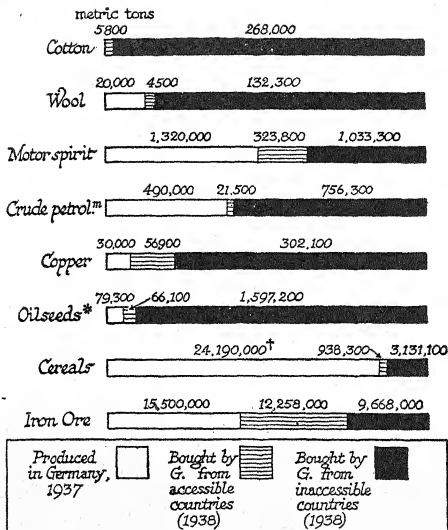 metric tons
5800 268,000
Cotton
20,000 4500 132,300
Wool
1,320,000 323,800 1,033,300
Motor spirit
490,000 21.500 756,300
Crude petrol.m
30,000 56900 302,100
Copper
79,300 66,100 1,597,200
Oilseeds*
24,190,000† 938,300 3,131,100
Cereals
15,500,000 12,258,000 9,668,000
Iron Ore
Produced in Germany, 1937
Bought by G. from accessible countries (1938)
Bought by G. from inaccessible countries (1938)